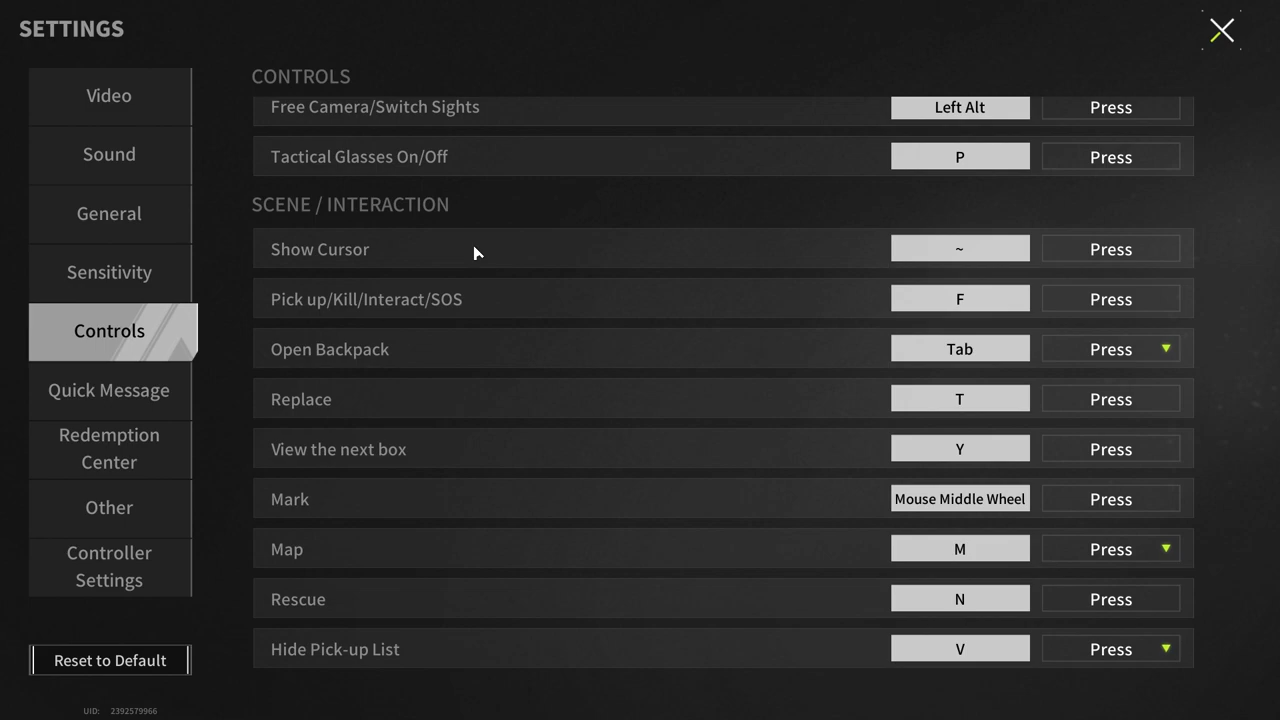 SETTINGS
Video
Sound
General
Sensitivity
Controls
Quick Message
Redemption
Center
Other
Controller
Settings
Reset to Default
UID: 2392579966
CONTROLS
Free Camera/Switch Sights Left Alt Press
Tactical Glasses On/Off P Press
SCENE / INTERACTION
Show Cursor ~ Press
Pick up/Kill/Interact/SOS F Press
Open Backpack Tab Press
Replace T Press
View the next box Y Press
Mark Mouse Middle Wheel Press
Map M Press
Rescue N Press
Hide Pick-up List V Press